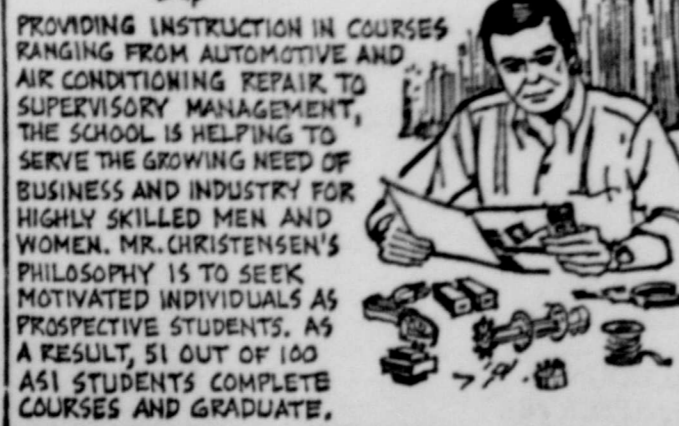 PROVIDING INSTRUCTION IN COURSES
RANGING FROM AUTOMOTIVE AND
AIR CONDITIONING REPAIR TO
SUPERVISORY MANAGEMENT,
THE SCHOOL IS HELPING TO
SERVE THE GROWING NEED OF
BUSINESS AND INDUSTRY FOR
HIGHLY SKILLED MEN AND
WOMEN. MR. CHRISTENSEN'S
PHILOSOPHY IS TO SEEK
MOTIVATED INDIVIDUALS AS
PROSPECTIVE STUDENTS. AS
A RESULT, 51 OUT OF 100
ASI STUDENTS COMPLETE
COURSES AND GRADUATE.